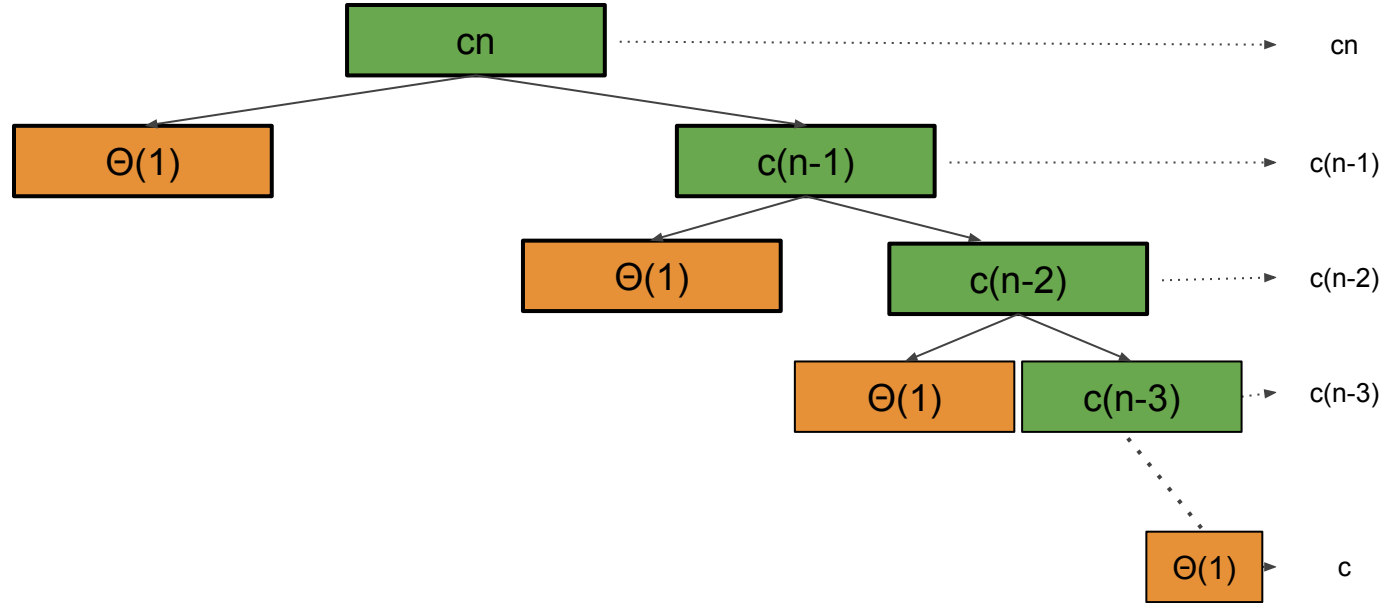 cn
cn
Θ(1)
c(n-1)
c(n-1)
Θ(1)
c(n-2)
c(n-2)
Θ(1)
c(n-3)
c(n-3)
Θ(1)
c